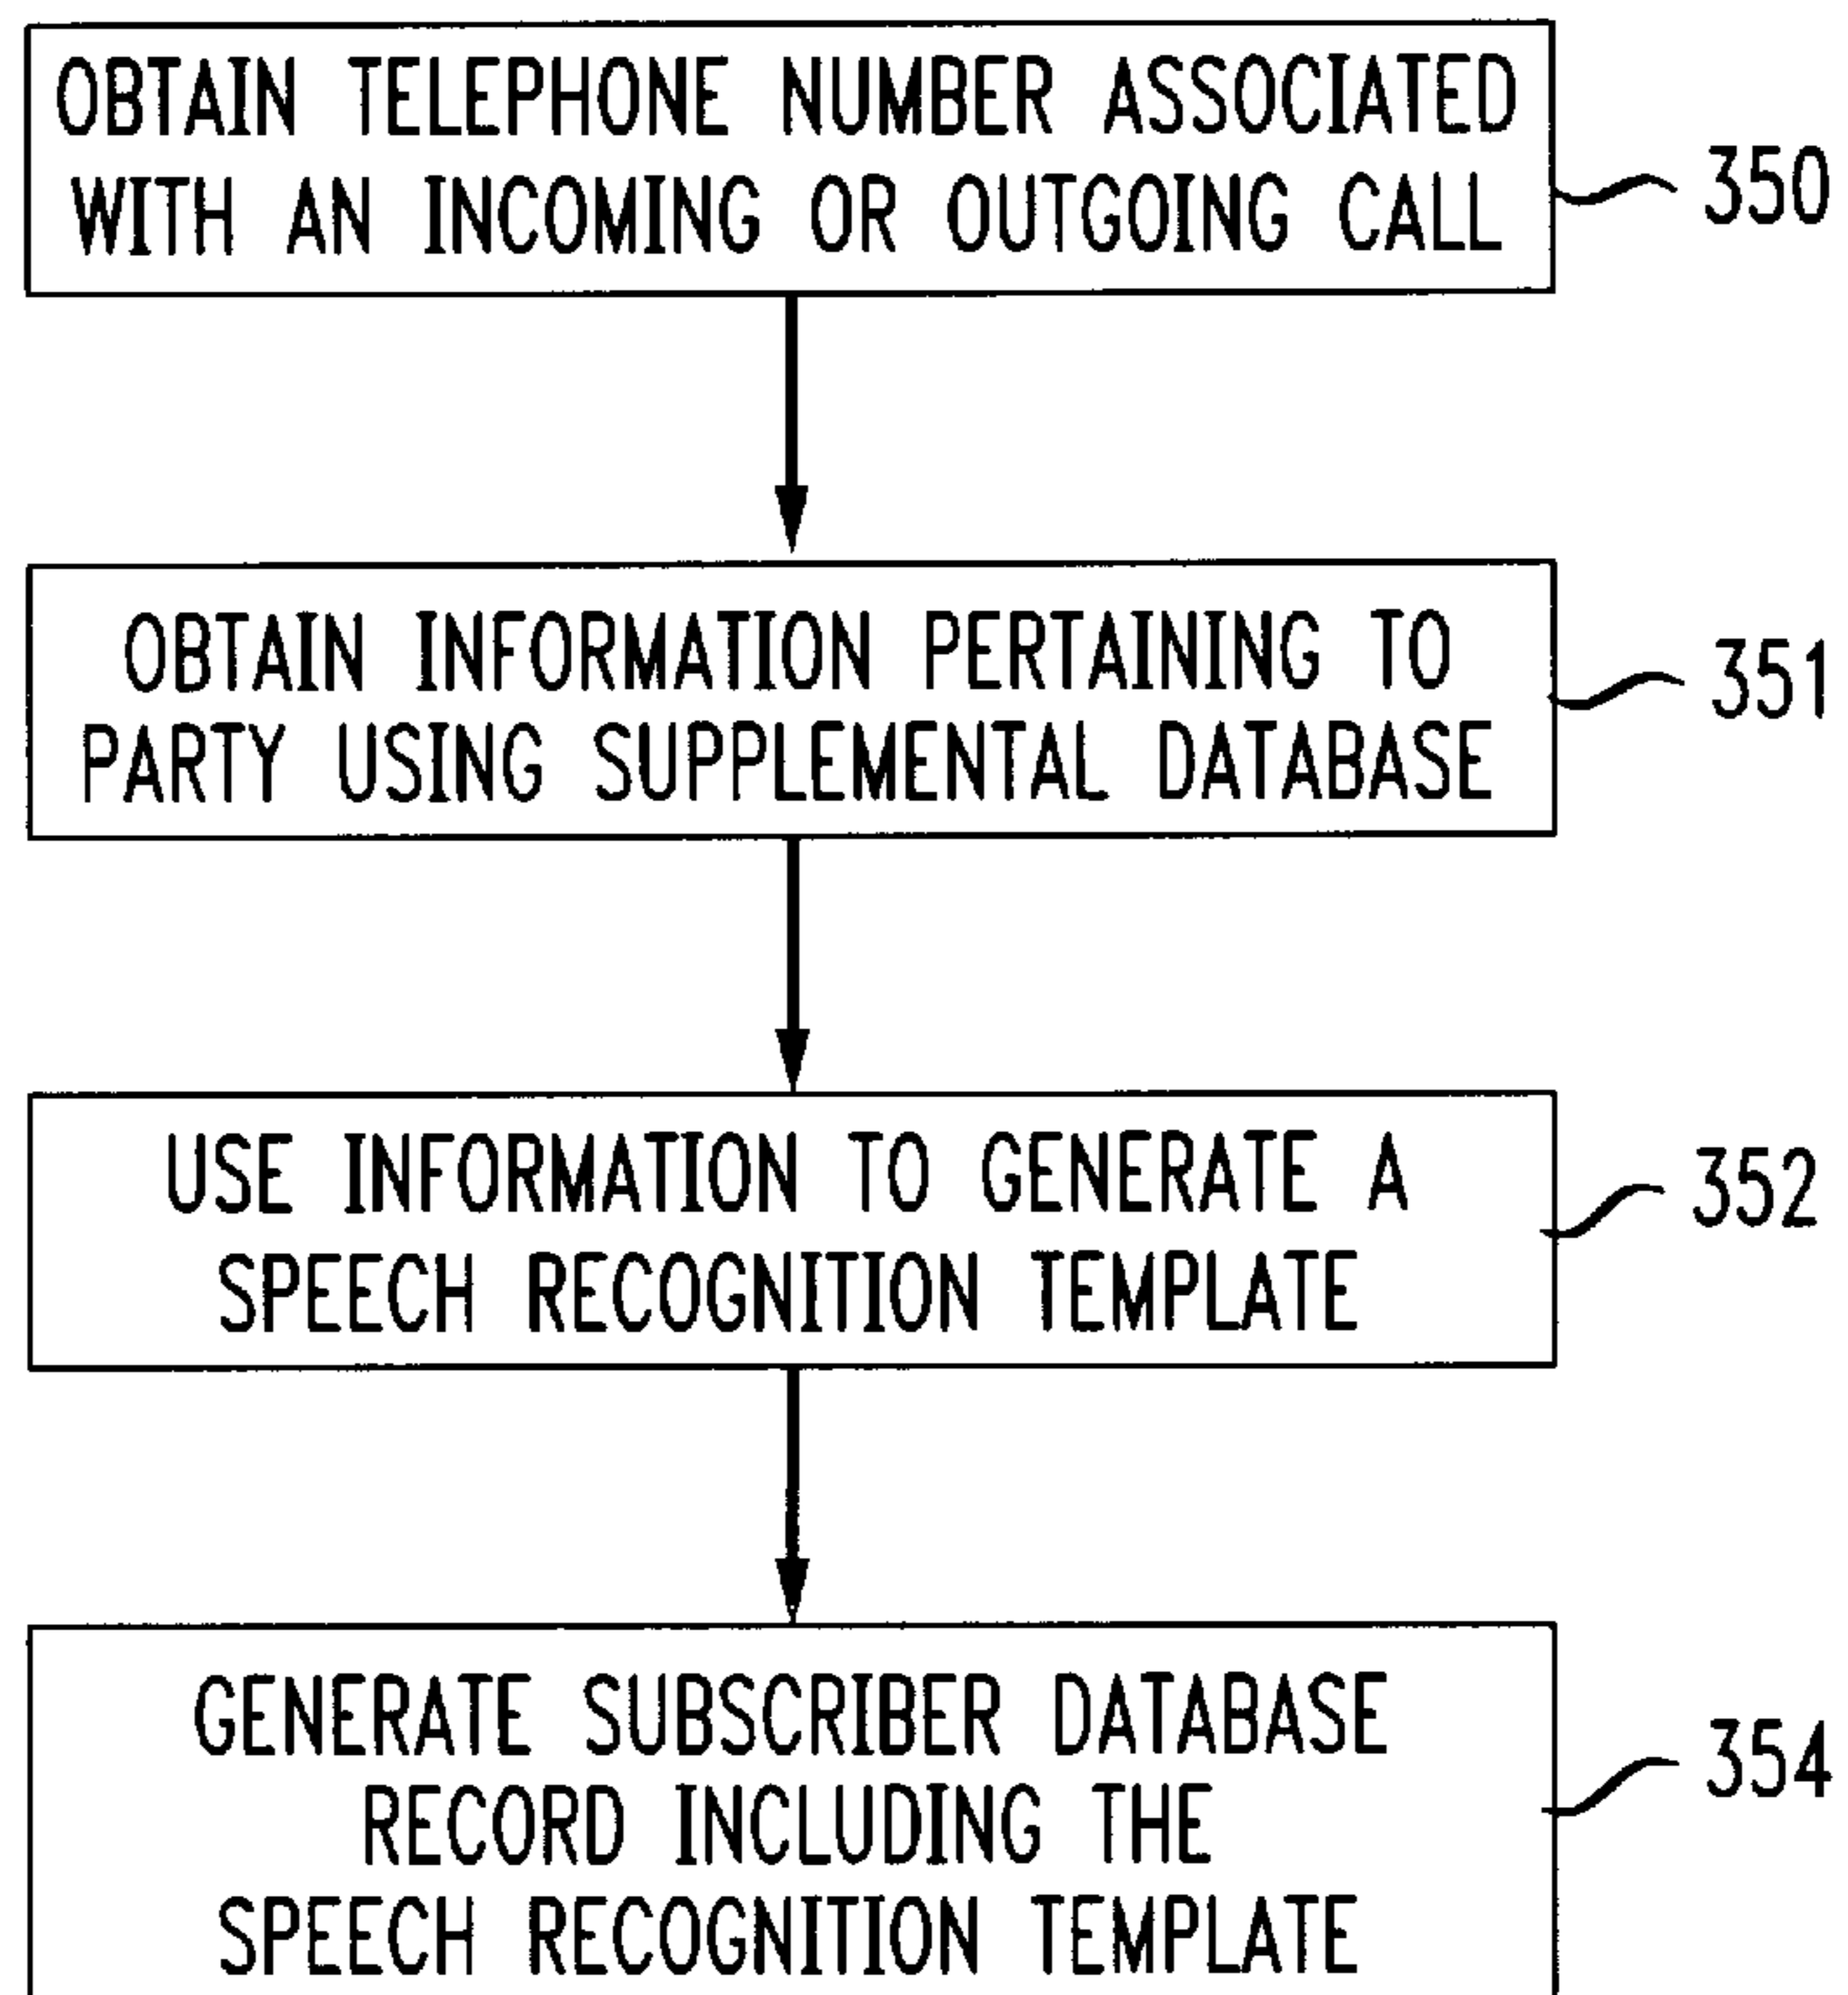 OBTAIN TELEPHONE NUMBER ASSOCIATED
WITH AN INCOMING OR OUTGOING CALL
350
OBTAIN INFORMATION PERTAINING TO
PARTY USING SUPPLEMENTAL DATABASE
351
USE INFORMATION TO GENERATE A
SPEECH RECOGNITION TEMPLATE
352
GENERATE SUBSCRIBER DATABASE
RECORD INCLUDING THE
SPEECH RECOGNITION TEMPLATE
354